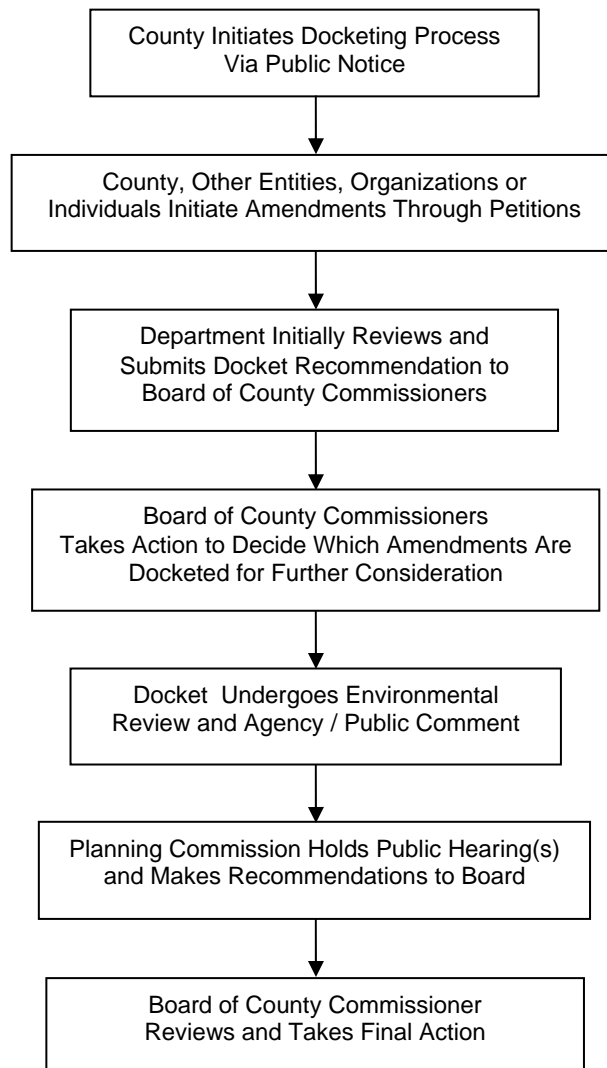 County Initiates Docketing Process
Via Public Notice
County, Other Entities, Organizations or
Individuals Initiate Amendments Through Petitions
Department Initially Reviews and
Submits Docket Recommendation to
Board of County Commissioners
Board of County Commissioners
Takes Action to Decide Which Amendments Are
Docketed for Further Consideration
Docket Undergoes Environmental
Review and Agency / Public Comment
Planning Commission Holds Public Hearing(s)
and Makes Recommendations to Board
Board of County Commissioner
Reviews and Takes Final Action